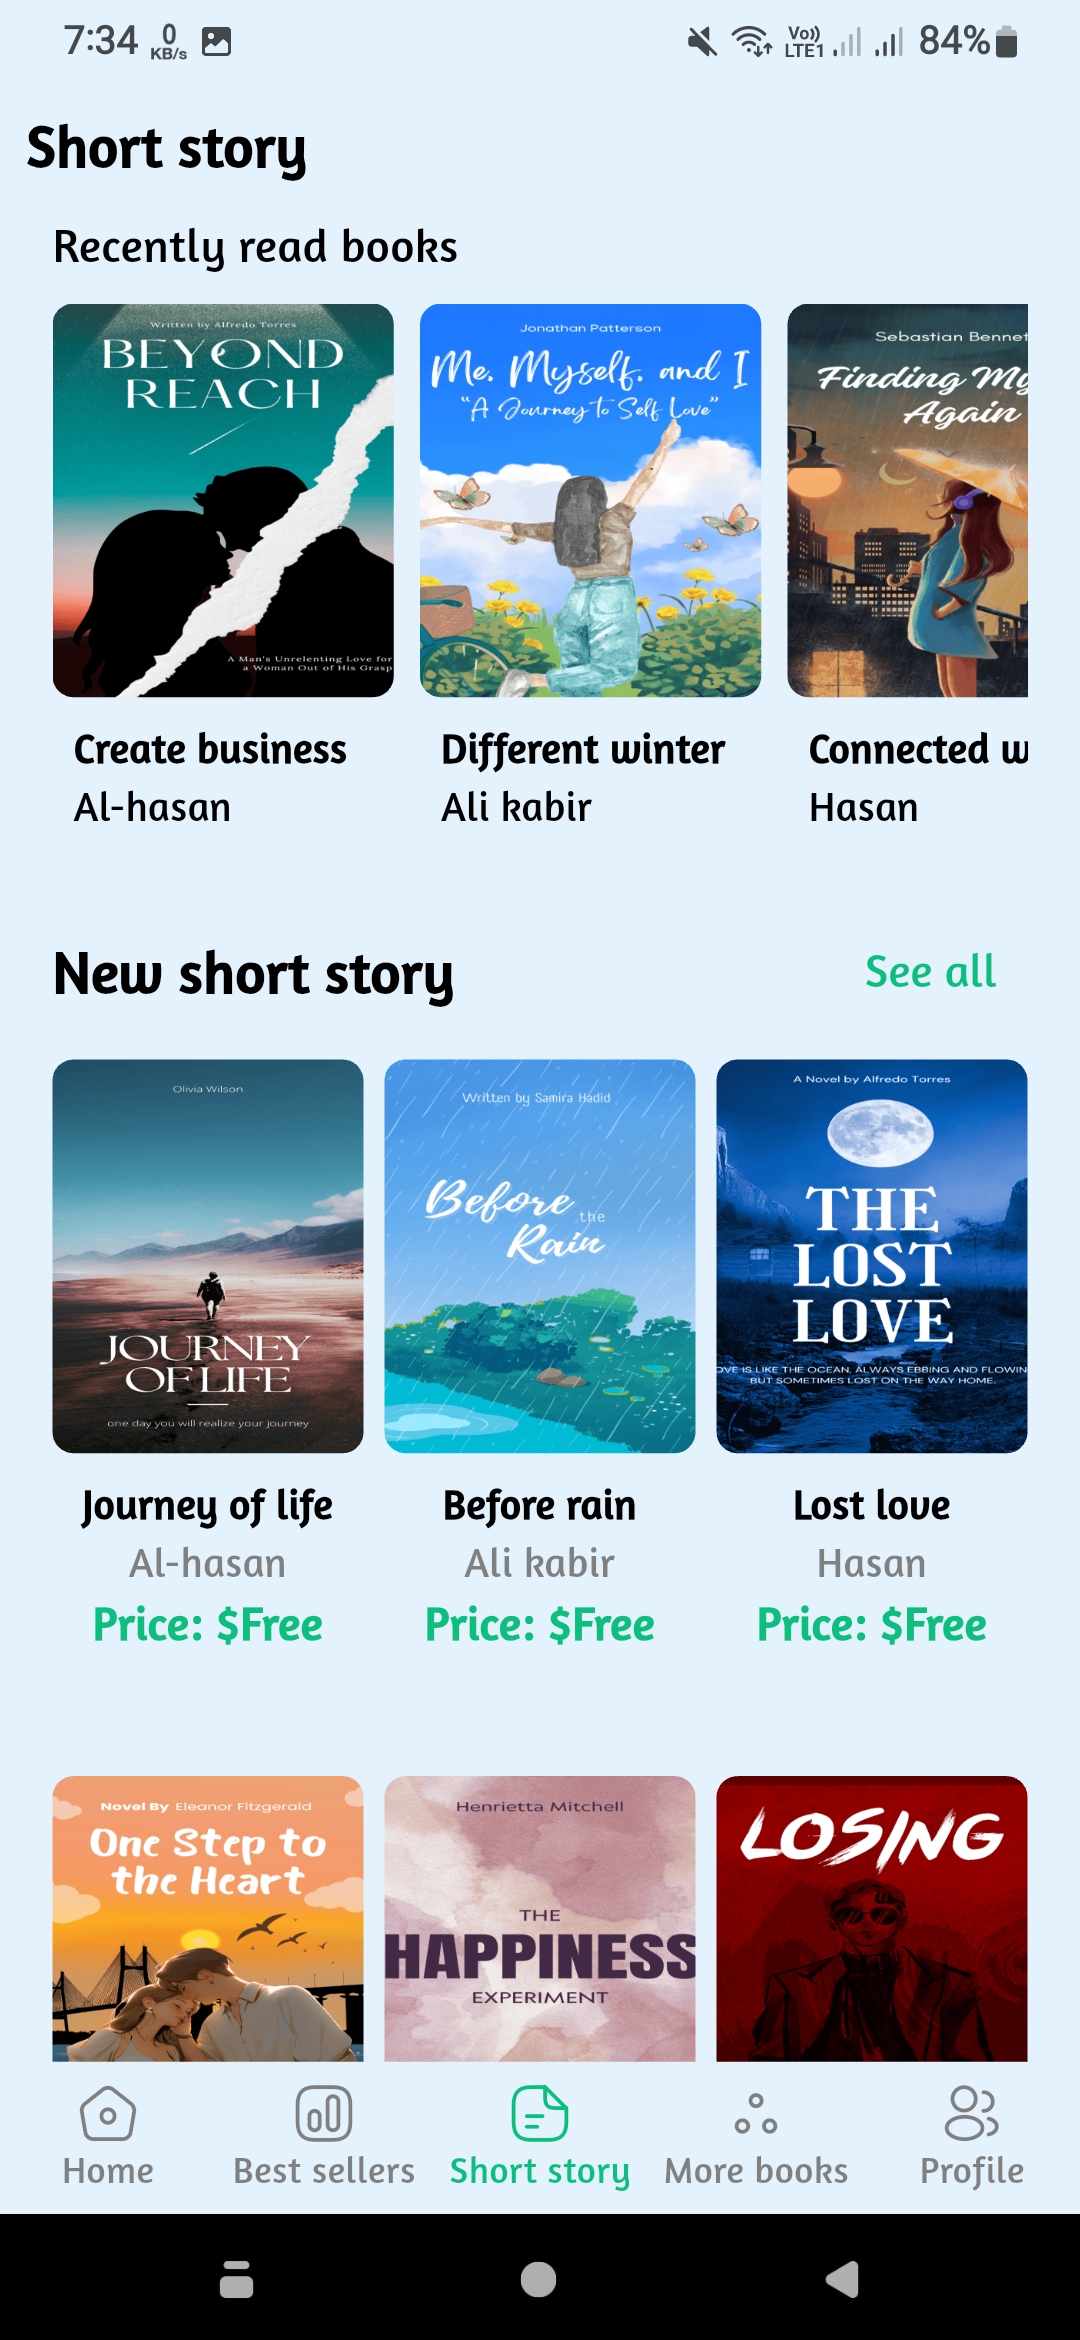 7:34 0 KB/s Vo)) LTE1 84%
Short story
Recently read books
Written by Alfredo Torres
BEYOND
REACH
A Man's Unrelenting Love for
a Woman Out of His Grasp
Jonathan Patterson
Me. Myself. and I
"A Journey to Self Love"
Sebastian Bennet
Finding My
Again
Create business
Al-hasan
Different winter
Ali kabir
Connected w
Hasan
New short story
See all
Olivia Wilson
JOURNEY
OF LIFE
one day you will realize your journey
Written by Samira Hadid
Before
the
Rain
A Novel by Alfredo Torres
THE
LOST
LOVE
OVE IS LIKE THE OCEAN, ALWAYS EBBING AND FLOWIN
BUT SOMETIMES LOST ON THE WAY HOME.
Journey of life
Al-hasan
Price: $Free
Before rain
Ali kabir
Price: $Free
Lost love
Hasan
Price: $Free
Novel By Eleanor Fitzgerald
One Step to
the Heart
Henrietta Mitchell
THE
HAPPINESS
EXPERIMENT
LOSING
Home
Best sellers
Short story
More books
Profile